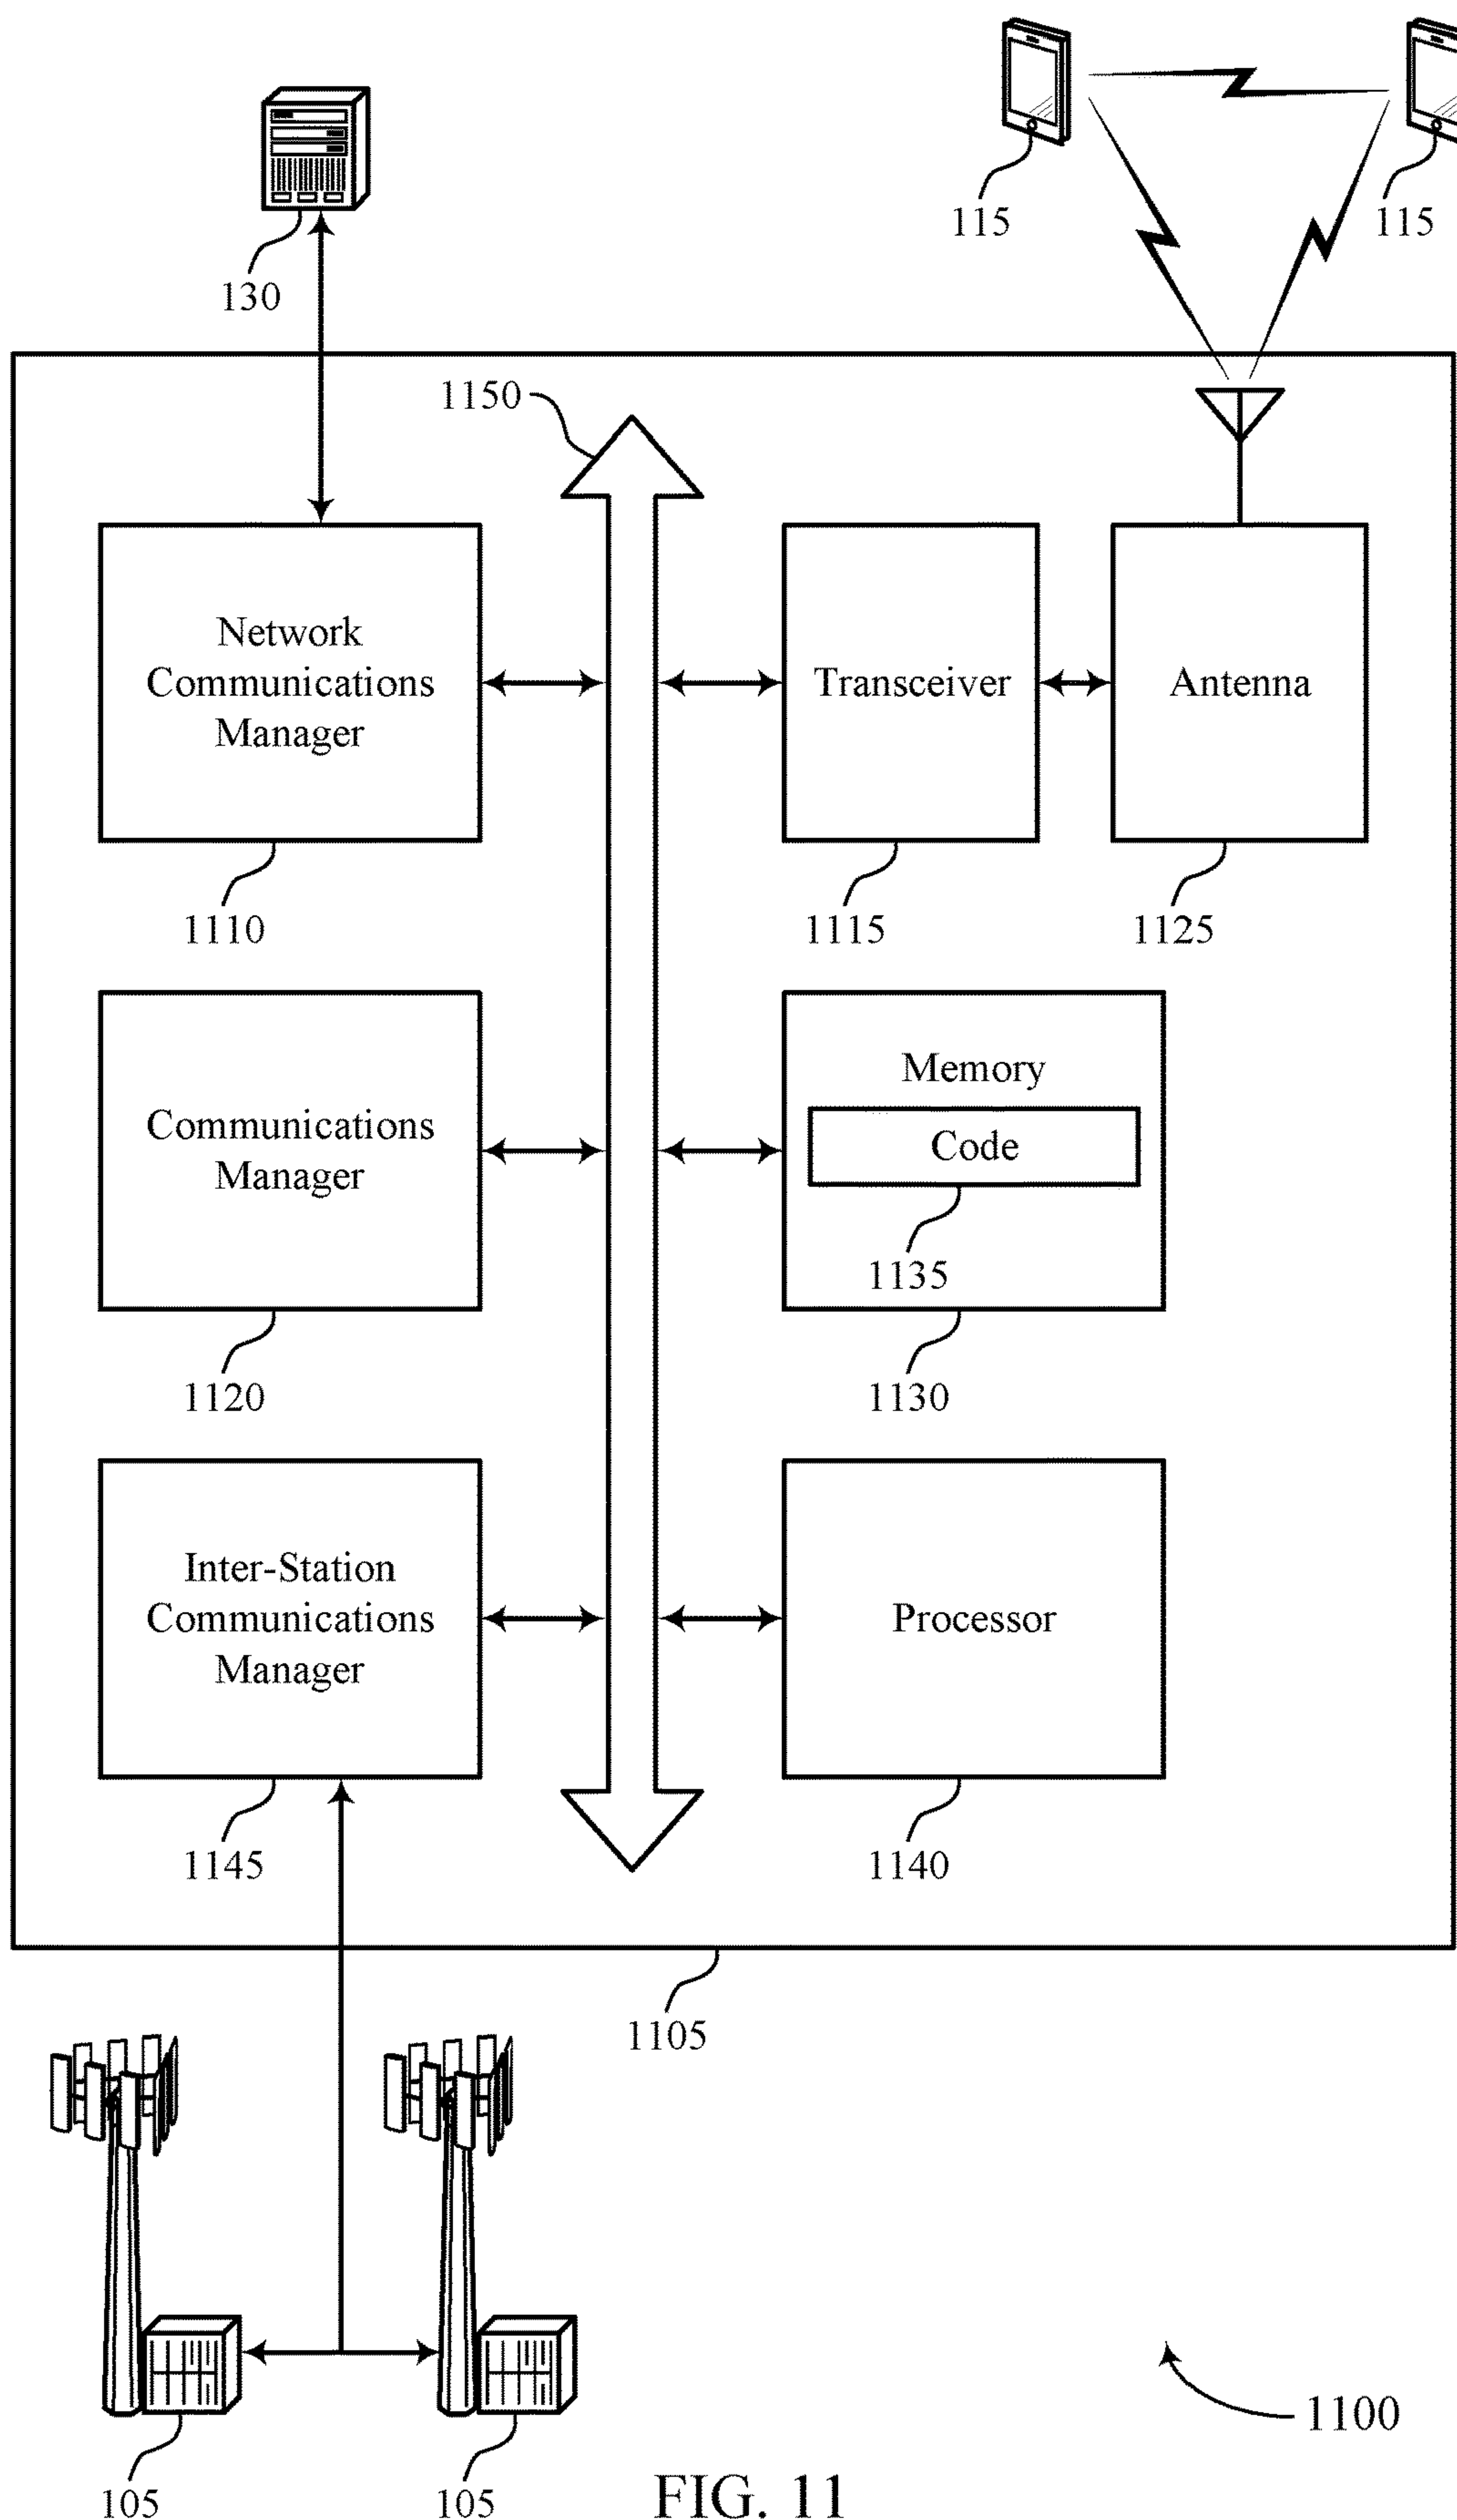 115
115
130
1150
Network
Communications
Manager
Transceiver
Antenna
1110
1115
1125
Communications
Manager
Memory
Code
1135
1120
1130
Inter-Station
Communications
Manager
Processor
1145
1140
1105
1100
105
105
FIG. 11